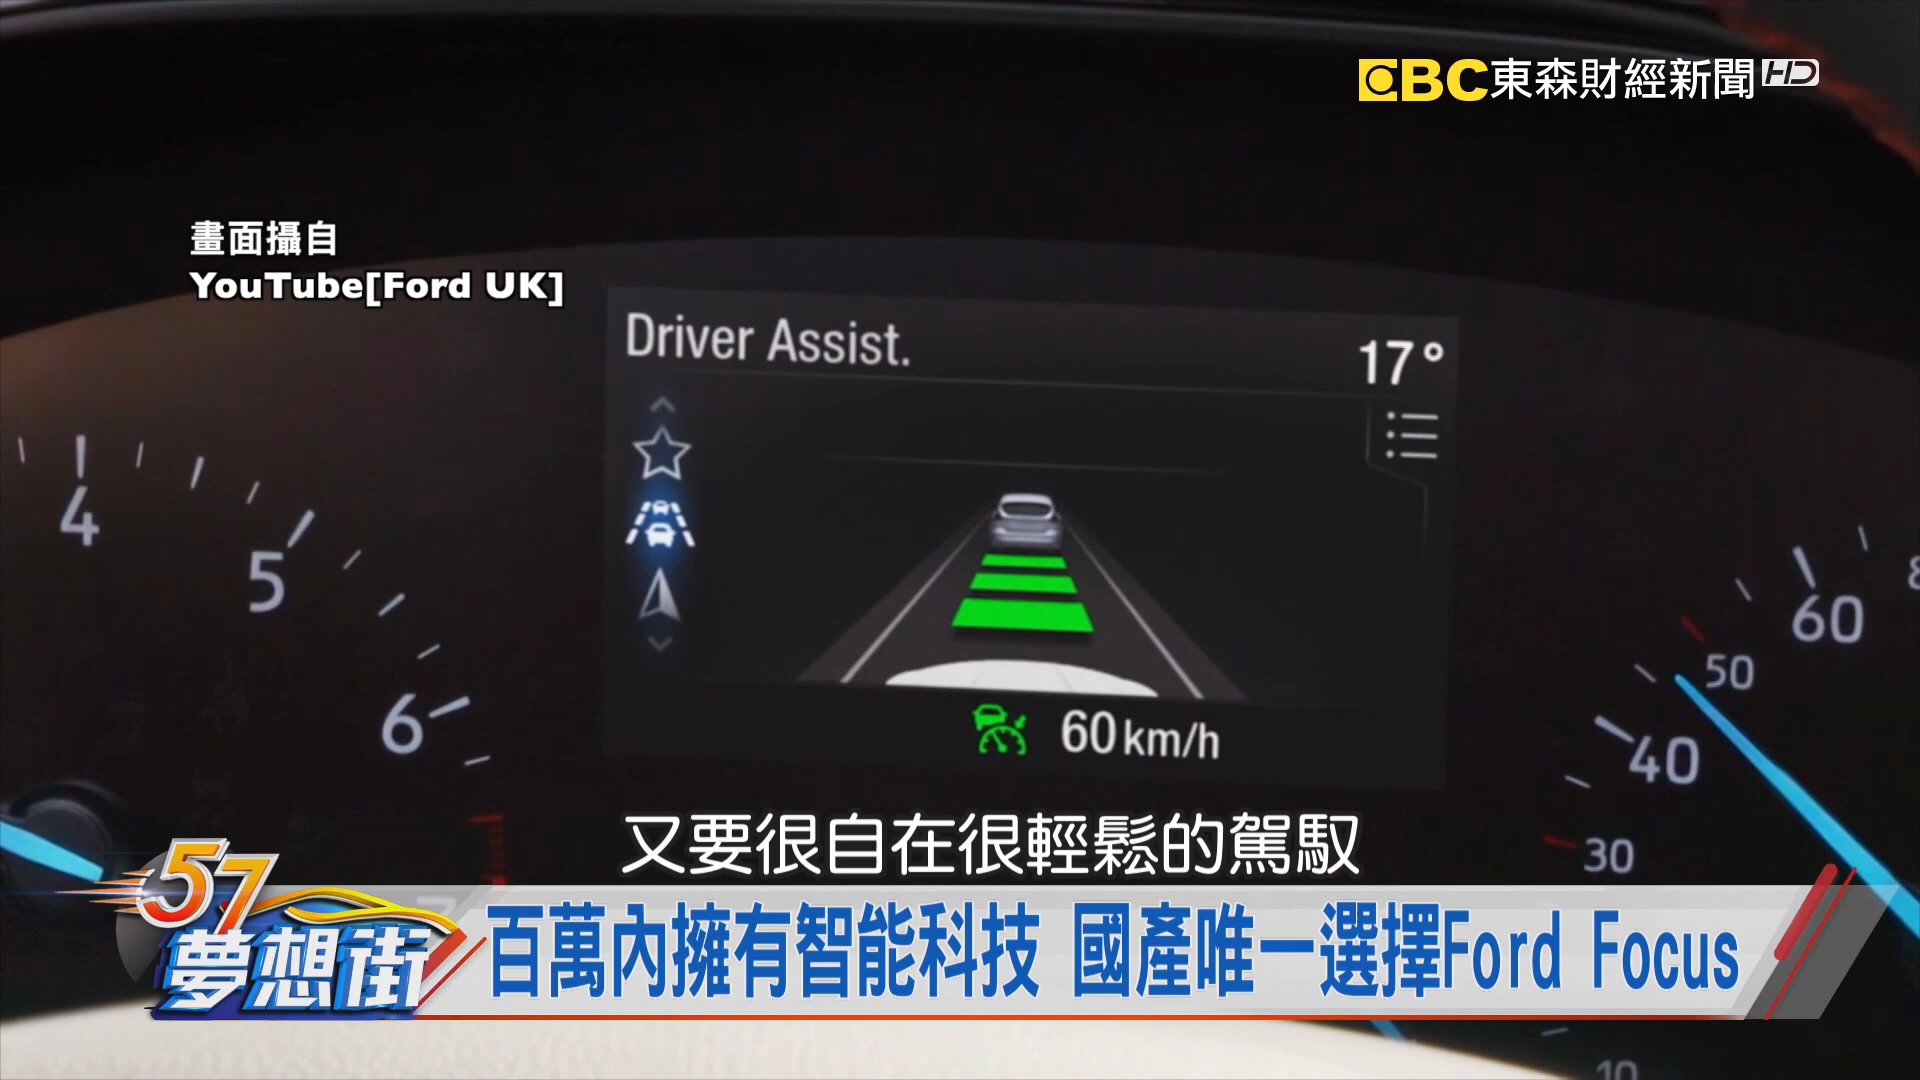 EBC東森財經新聞HD
畫面攝自
YouTube[Ford UK]
Driver Assist.
17°
4
5
6
60km/h
60
50
40
30
10
又要很自在很輕鬆的駕馭
57
夢想街
百萬內擁有智能科技 國產唯一選擇Ford Focus